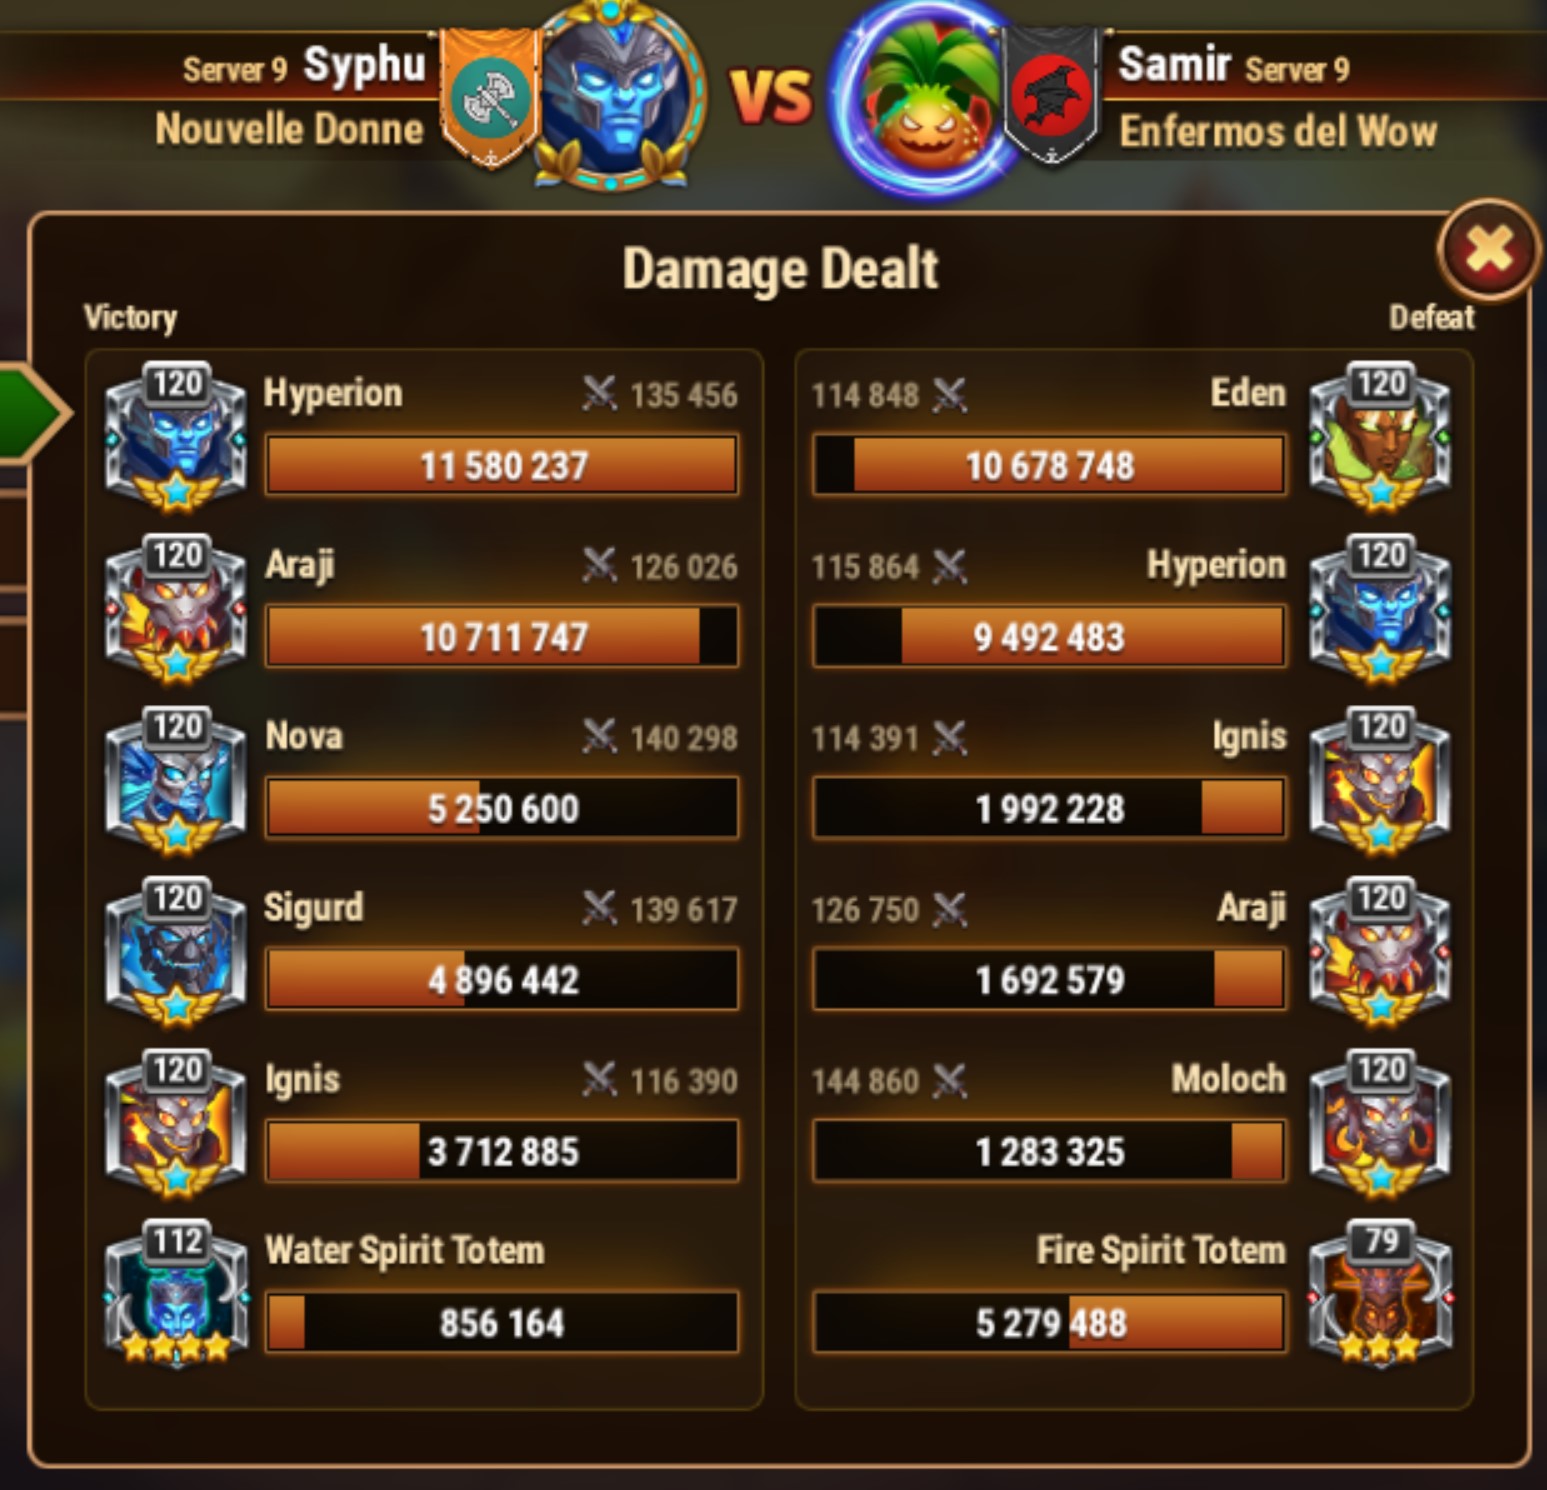 Server 9 Syphu
Nouvelle Donne
VS
Samir Server 9
Enfermos del Wow
Damage Dealt
Victory
Defeat
120
Hyperion
135 456
11 580 237
120
Araji
126 026
10 711 747
120
Nova
140 298
5 250 600
120
Sigurd
139 617
4 896 442
120
Ignis
116 390
3 712 885
112
Water Spirit Totem
856 164
114 848
Eden
120
10 678 748
115 864
Hyperion
120
9 492 483
114 391
Ignis
120
1 992 228
126 750
Araji
120
1 692 579
144 860
Moloch
120
1 283 325
Fire Spirit Totem
79
5 279 488